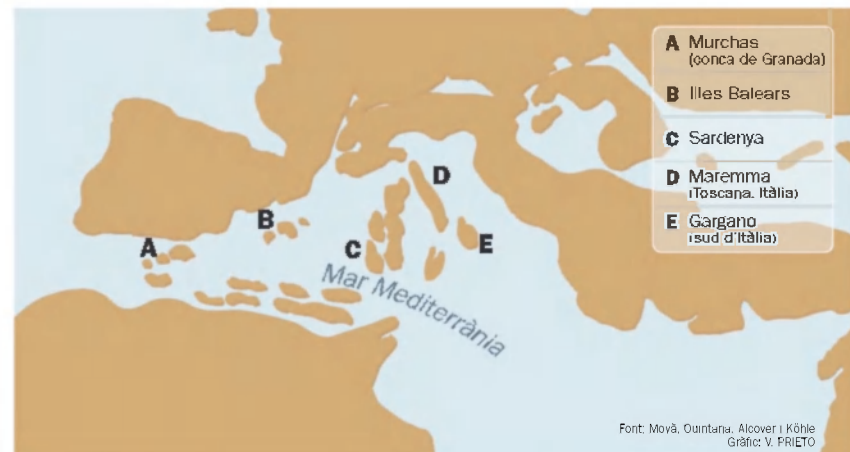 A Murchas
(conca de Granada)
B Illes Balears
C Sardenya
D Maremma
(Toscana. Itàlia)
E Gargano
(sud d'Itàlia)
A
B
C
D
E
Mar Mediterrània
Font: Moyà, Quintana, Alcover i Köhle
Gràfic: V. PRIETO